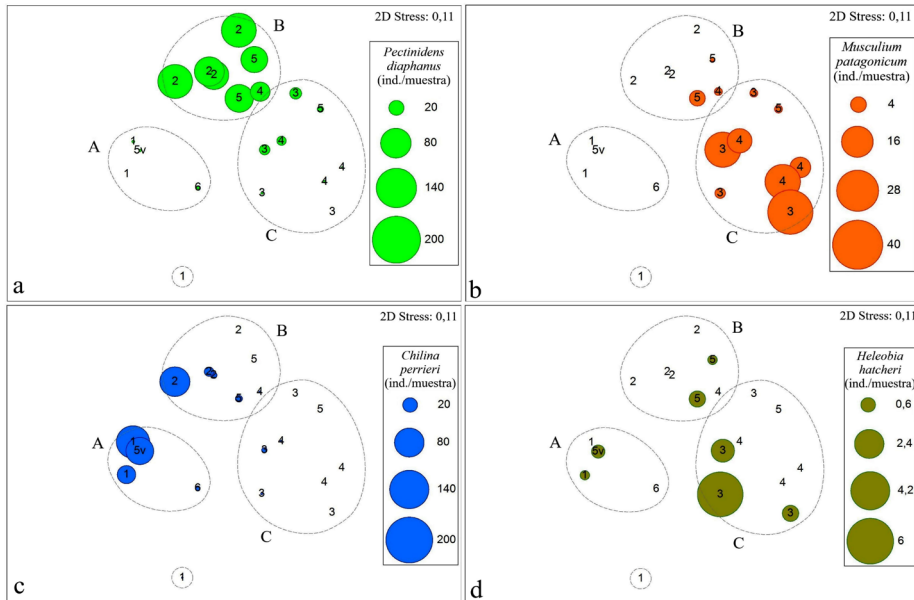 2D Stress: 0,11
B
2
5
2
2
2
5
4
3
5
4
3
4
4
3
3
A
1
5v
1
6
C
1
a
Pectinidens
diaphanus
(ind./muestra)
20
80
140
200
2D Stress: 0,11
B
2
5
2
2
2
5
4
3
5
4
3
4
4
3
3
A
1
5v
1
6
C
1
b
Musculium
patagonicum
(ind./muestra)
4
16
28
40
2D Stress: 0,11
B
2
5
2
2
2
5
4
3
5
4
3
4
4
3
3
A
1
5v
1
6
C
1
c
Chilina
perrieri
(ind./muestra)
20
80
140
200
2D Stress: 0,11
B
2
5
2
2
2
5
4
3
5
4
3
4
4
3
3
A
1
5v
1
6
C
1
d
Heleobia
hatcheri
(ind./muestra)
0,6
2,4
4,2
6